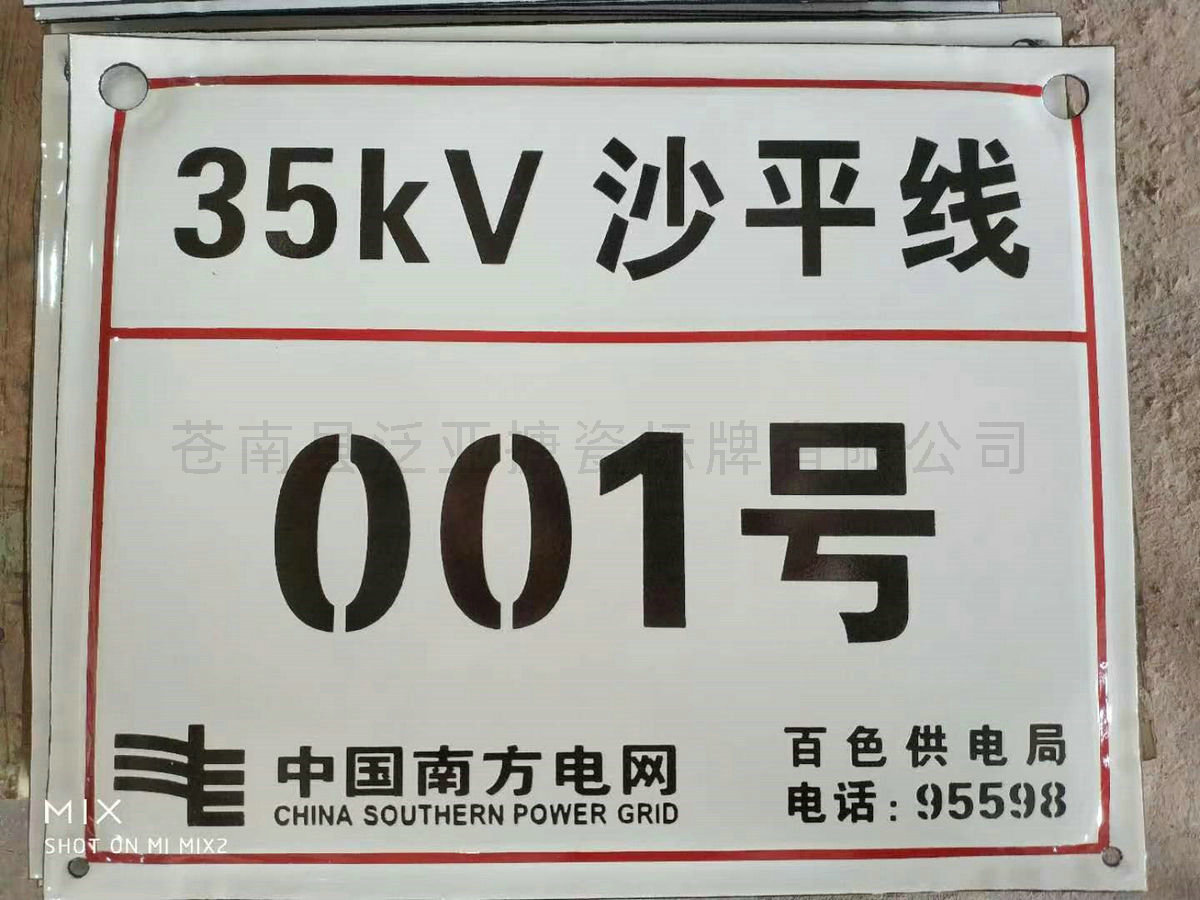 35kV 沙平线
苍南县泛亚搪瓷标牌有限公司
001号
中国南方电网
CHINA SOUTHERN POWER GRID
百色供电局
电话:95598
MIX
SHOT ON MI MIX2